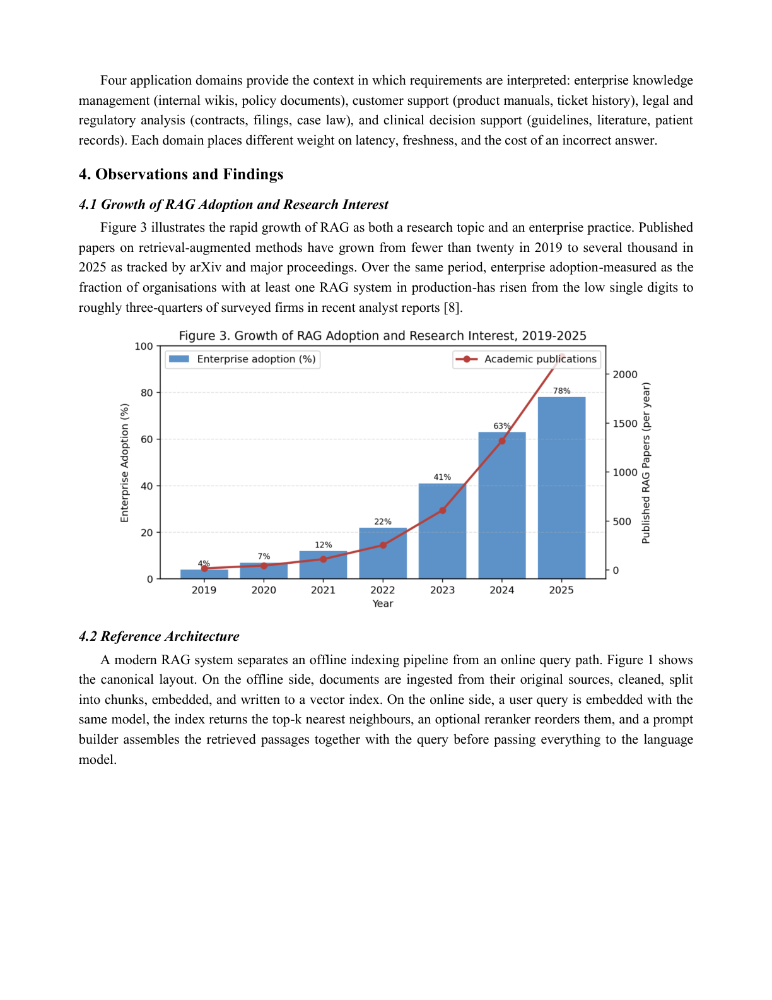 Four application domains provide the context in which requirements are interpreted: enterprise knowledge
management (internal wikis, policy documents), customer support (product manuals, ticket history), legal and
regulatory analysis (contracts, filings, case law), and clinical decision support (guidelines, literature, patient
records). Each domain places different weight on latency, freshness, and the cost of an incorrect answer.
4. Observations and Findings
4.1 Growth of RAG Adoption and Research Interest
Figure 3 illustrates the rapid growth of RAG as both a research topic and an enterprise practice. Published
papers on retrieval-augmented methods have grown from fewer than twenty in 2019 to several thousand in
2025 as tracked by arXiv and major proceedings. Over the same period, enterprise adoption-measured as the
fraction of organisations with at least one RAG system in production-has risen from the low single digits to
roughly three-quarters of surveyed firms in recent analyst reports [8].
Figure 3. Growth of RAG Adoption and Research Interest, 2019-2025
Enterprise adoption (%)
Academic publications
Enterprise Adoption (%)
100
80
60
40
20
0
4%
7%
12%
22%
41%
63%
78%
2000
1500
1000
500
0
Published RAG Papers (per year)
2019 2020 2021 2022 2023 2024 2025
Year
4.2 Reference Architecture
A modern RAG system separates an offline indexing pipeline from an online query path. Figure 1 shows
the canonical layout. On the offline side, documents are ingested from their original sources, cleaned, split
into chunks, embedded, and written to a vector index. On the online side, a user query is embedded with the
same model, the index returns the top-k nearest neighbours, an optional reranker reorders them, and a prompt
builder assembles the retrieved passages together with the query before passing everything to the language
model.